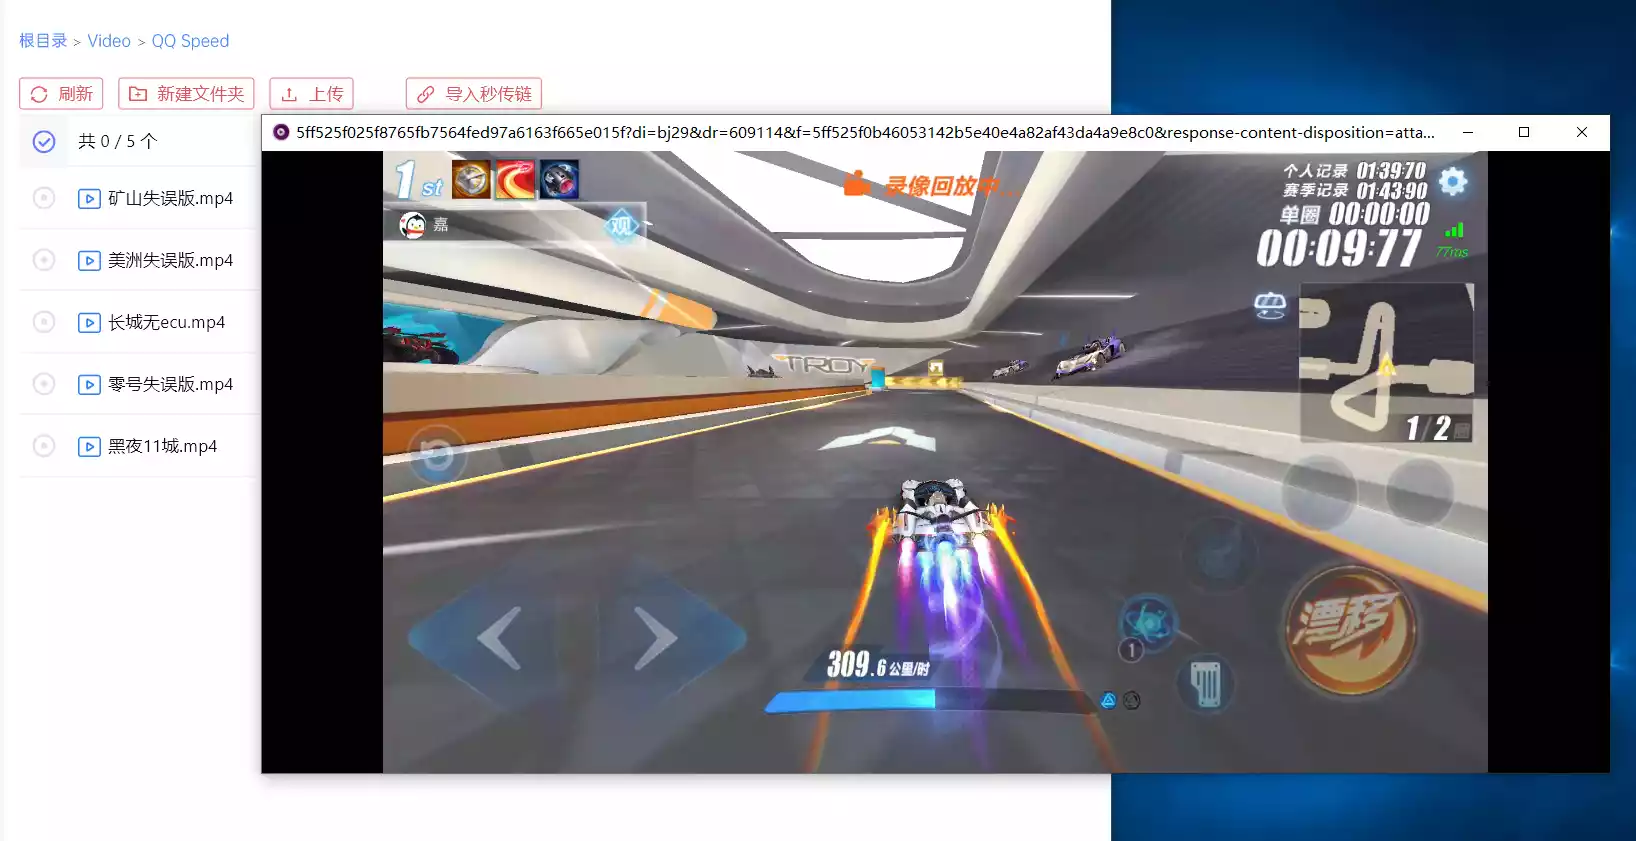 根目录 > Video > QQ Speed
刷新
新建文件夹
上传
导入秒传链
共 0 / 5 个
矿山失误版.mp4
美洲失误版.mp4
长城无ecu.mp4
零号失误版.mp4
黑夜11城.mp4
5ff525f025f8765fb7564fed97a6163f665e015f?di=bj29&dr=609114&f=5ff525f0b46053142b5e40e4a82af43da4a9e8c0&response-content-disposition=atta...
1st
嘉
观
录像回放中...
个人记录 01:39:70
赛季记录 01:43:90
单圈 00:00:00
00:09:77
77ms
TROY
1/2圈
309.6公里/时
1
漂移